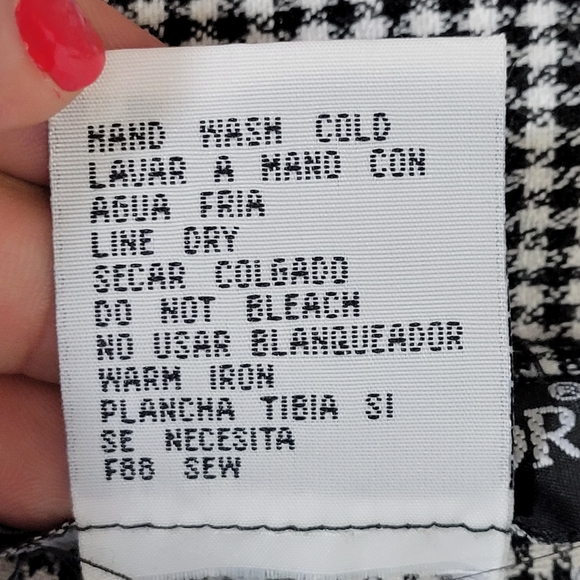 HAND WASH COLD
LAVAR A MANO CON
AGUA FRIA
LINE DRY
SECAR COLGADO
DO NOT BLEACH
NO USAR BLANQUEADOR
WARM IRON
PLANCHA TIBIA SI
SE NECESITA
F88 SEW